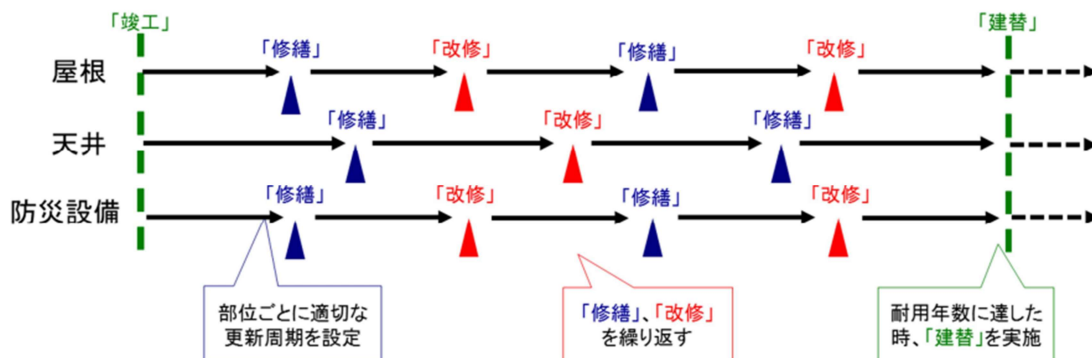 「竣工」
「建替」
屋根
「修繕」
「改修」
「修繕」
「改修」
天井
「修繕」
「改修」
「修繕」
防災設備
「修繕」
「改修」
「修繕」
「改修」
部位ごとに適切な
更新周期を設定
「修繕」、「改修」
を繰り返す
耐用年数に達した
時、「建替」を実施